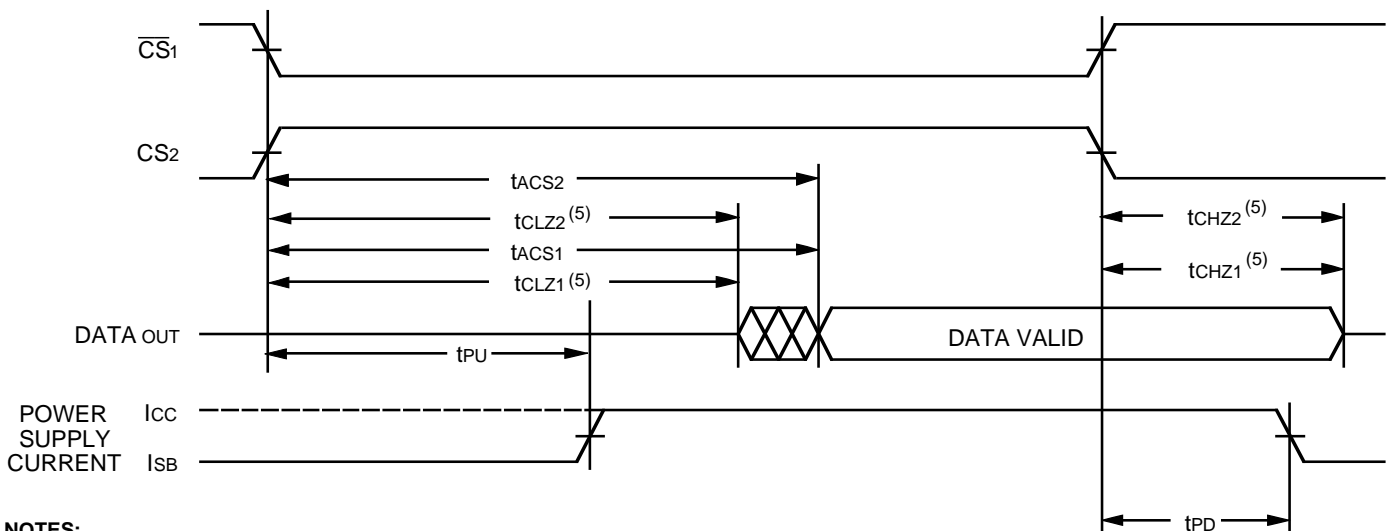 CS1
CS2
tACS2
tCLZ2 (5)
tCHZ2 (5)
tACS1
tCLZ1 (5)
tCHZ1 (5)
DATA OUT
DATA VALID
tPU
POWER SUPPLY CURRENT
ICC
ISB
tPD
NOTES: